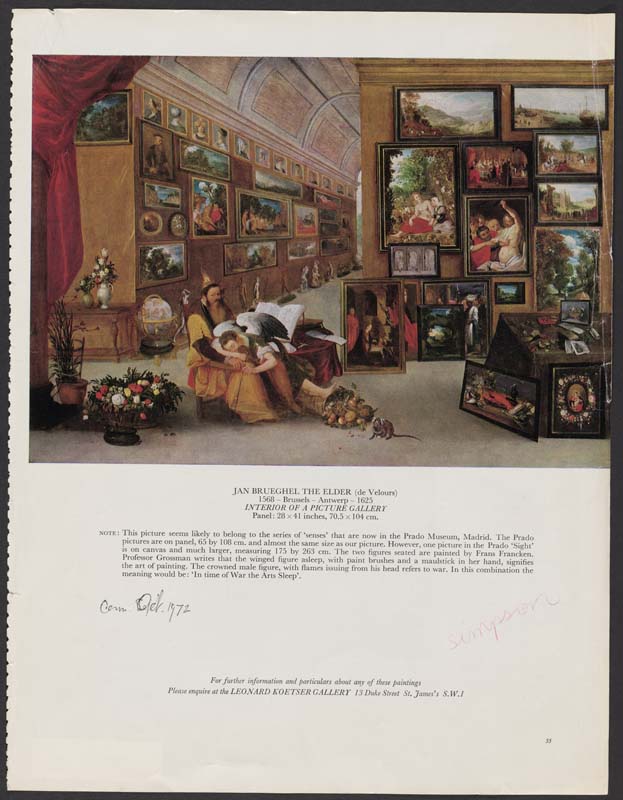 JAN BRUEGHEL THE ELDER (de Velours)
1568 – Brussels – Antwerp – 1625
INTERIOR OF A PICTURE GALLERY
Panel: 28 × 41 inches, 70.5 × 104 cm.
NOTE: This picture seems likely to belong to the series of 'senses' that are now in the Prado Museum, Madrid. The Prado
pictures are on panel, 65 by 108 cm. and almost the same size as our picture. However, one picture in the Prado 'Sight'
is on canvas and much larger, measuring 175 by 263 cm. The two figures seated are painted by Frans Francken.
Professor Grossman writes that the winged figure asleep, with paint brushes and a maulstick in her hand, signifies
the art of painting. The crowned male figure, with flames issuing from his head refers to war. In this combination the
meaning would be: 'In time of War the Arts Sleep'.
Oct. 1972
simpson
For further information and particulars about any of these paintings
Please enquire at the LEONARD KOETSER GALLERY 13 Duke Street St. James's S.W.1